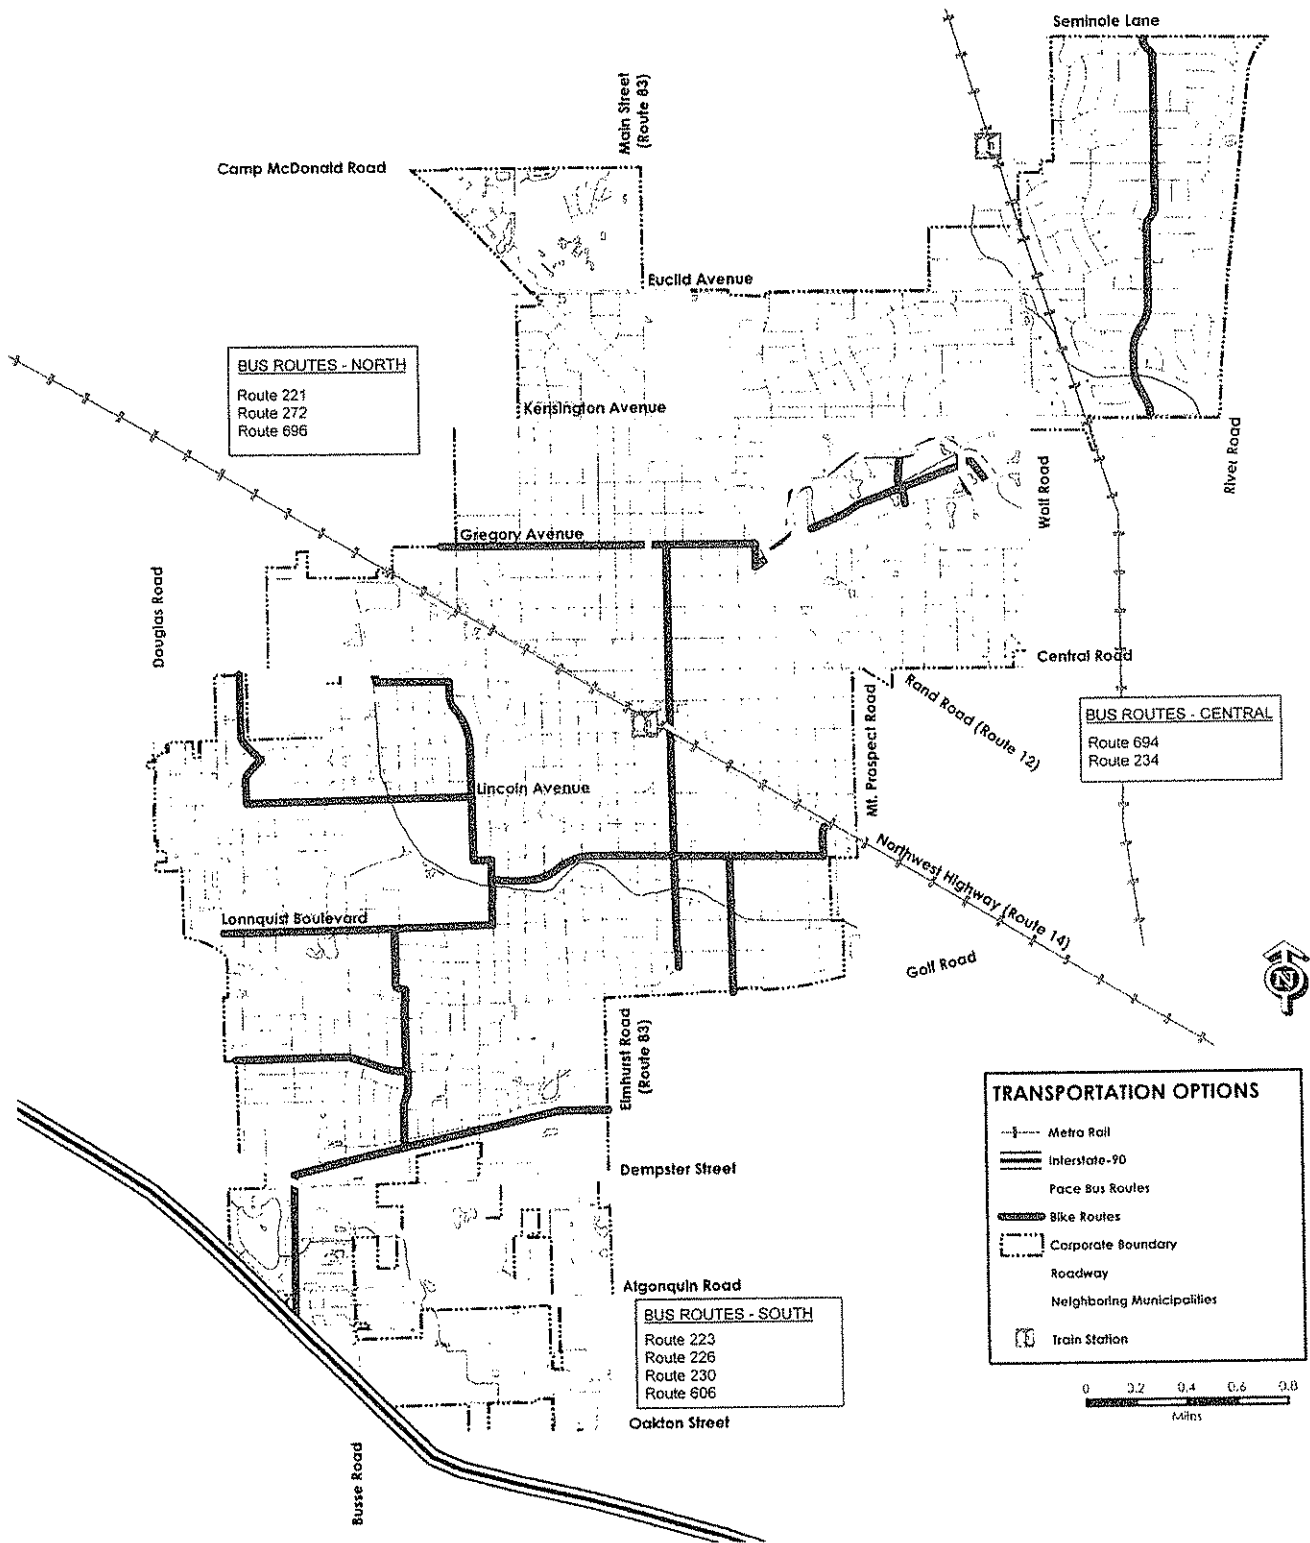 Seminole Lane
Main Street
(Route 83)
Camp McDonald Road
Euclid Avenue
BUS ROUTES - NORTH
Route 221
Route 272
Route 696
Kensington Avenue
River Road
Wolf Road
Gregory Avenue
Douglas Road
Central Road
Rand Road (Route 12)
Mt. Prospect Road
BUS ROUTES - CENTRAL
Route 694
Route 234
Lincoln Avenue
Northwest Highway (Route 14)
Lonnquist Boulevard
Golf Road
N
Elmhurst Road
(Route 83)
TRANSPORTATION OPTIONS
Metra Rail
Interstate-90
Pace Bus Routes
Bike Routes
Corporate Boundary
Roadway
Neighboring Municipalities
Train Station
Dempster Street
Algonquin Road
BUS ROUTES - SOUTH
Route 223
Route 226
Route 230
Route 606
0 0.2 0.4 0.6 0.8
Miles
Oakton Street
Busse Road